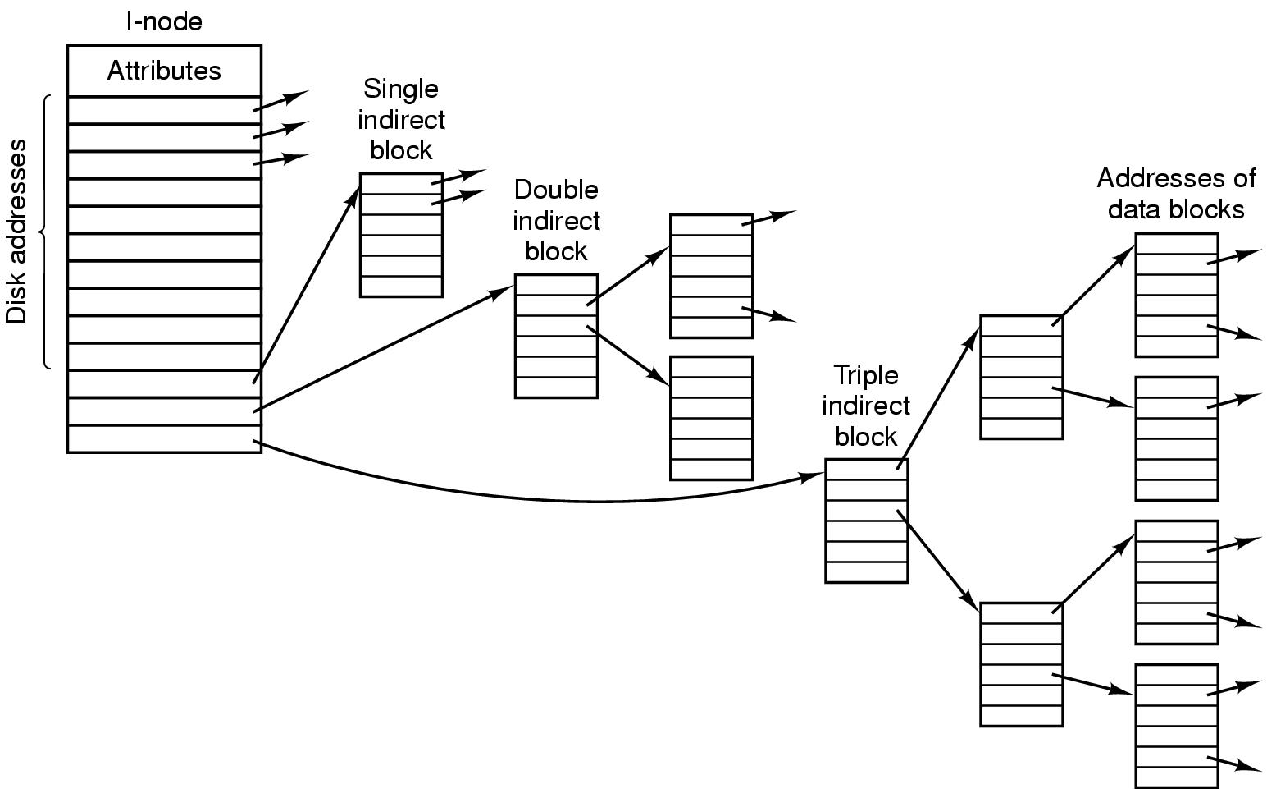 I-node
Attributes
Disk addresses
Single
indirect
block
Double
indirect
block
Triple
indirect
block
Addresses of
data blocks